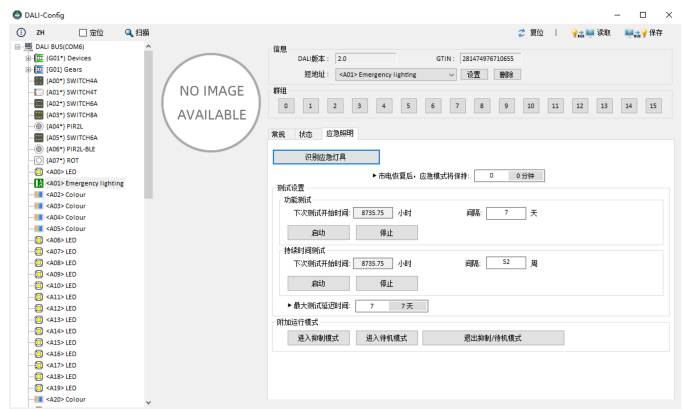 DALI-Config
ZH 定位 扫描 复位 读取 保存
DALI BUS(COM6)
[G01*) Devices
[G01] Gears
(A00*) SWITCH4A
(A01*) SWITCH4T
(A02*) SWITCH6A
(A03*) SWITCH8A
(A04*) PIR2L
(A05*) SWITCH6A
(A06*) PIR2L-BLE
(A07*) ROT
<A00> LED
<A01> Emergency lighting
<A02> Colour
<A03> Colour
<A04> Colour
<A05> Colour
<A06> LED
<A07> LED
<A08> LED
<A09> LED
<A10> LED
<A11> LED
<A12> LED
<A13> LED
<A14> LED
<A15> LED
<A16> LED
<A17> LED
<A18> LED
<A19> LED
<A20> Colour
NO IMAGE
AVAILABLE
信息
DALI版本: 2.0 GTIN: 281474976710655
短地址: <A01> Emergency lighting 设置 删除
群组
0 1 2 3 4 5 6 7 8 9 10 11 12 13 14 15
常规 状态 应急照明
识别应急灯具
市电恢复后，应急模式将保持: 0 0 分钟
测试设置
功能测试
下次测试开始时间: 8735.75 小时 间隔: 7 天
启动 停止
持续时间测试
下次测试开始时间: 8735.75 小时 间隔: 52 周
启动 停止
最大测试延迟时间: 7 7 天
附加运行模式
进入抑制模式 进入待机模式 退出抑制/待机模式